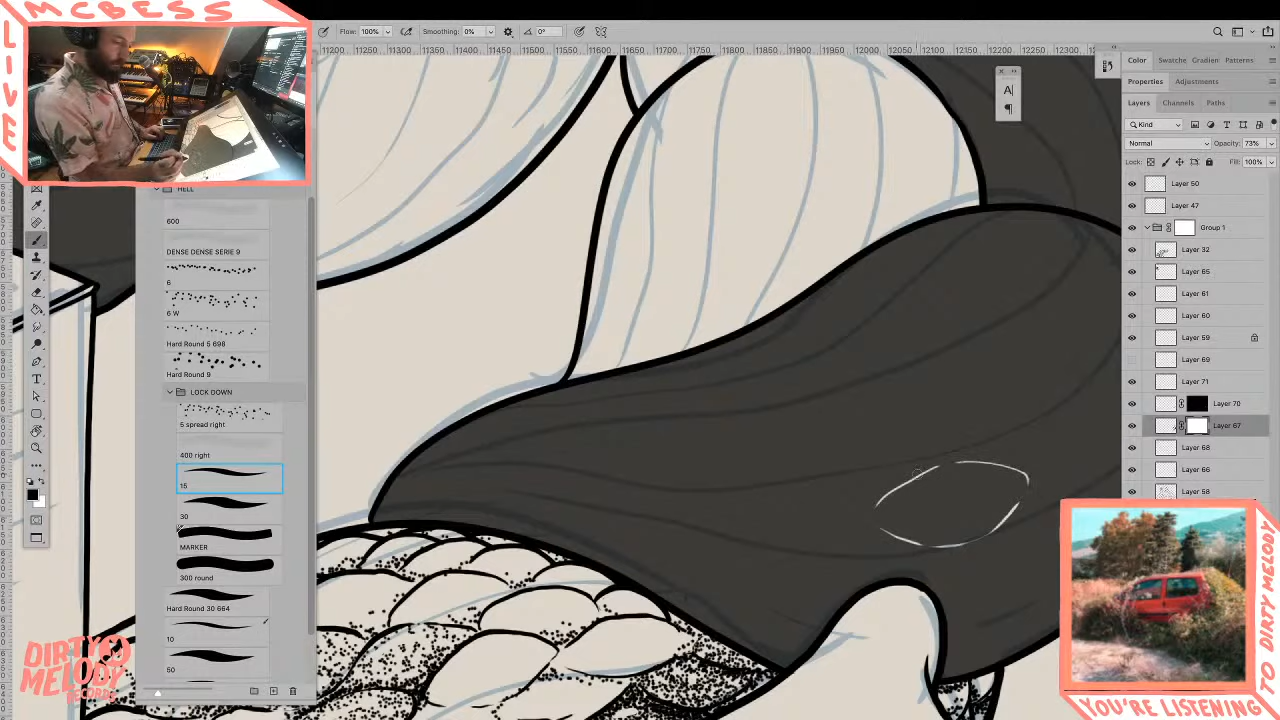 MCBESS
LIVE
Flow: 100%
Smoothing: 0%
0°
11200 11250 11300 11350 11400 11450 11500 11550 11600 11650 11700 11750 11800 11850 11900 11950 12000 12050 12100 12150 12200 12250 12300
Color Swatche Gradien Patterns
Properties Adjustments
Layers Channels Paths
Kind
Normal Opacity: 73%
Lock: Fill: 100%
Layer 50
Layer 47
Group 1
Layer 32
Layer 65
Layer 61
Layer 60
Layer 59
Layer 69
Layer 71
Layer 70
Layer 67
Layer 68
Layer 66
Layer 58
HELL
600
DENSE DENSE SERIE 9
6
6 W
Hard Round 5 698
Hard Round 9
LOCK DOWN
5 spread right
400 right
15
30
MARKER
300 round
Hard Round 30 664
10
50
DIRTY
MELODY
RECORDS
YOU'RE LISTENING
TO DIRTY MELODY